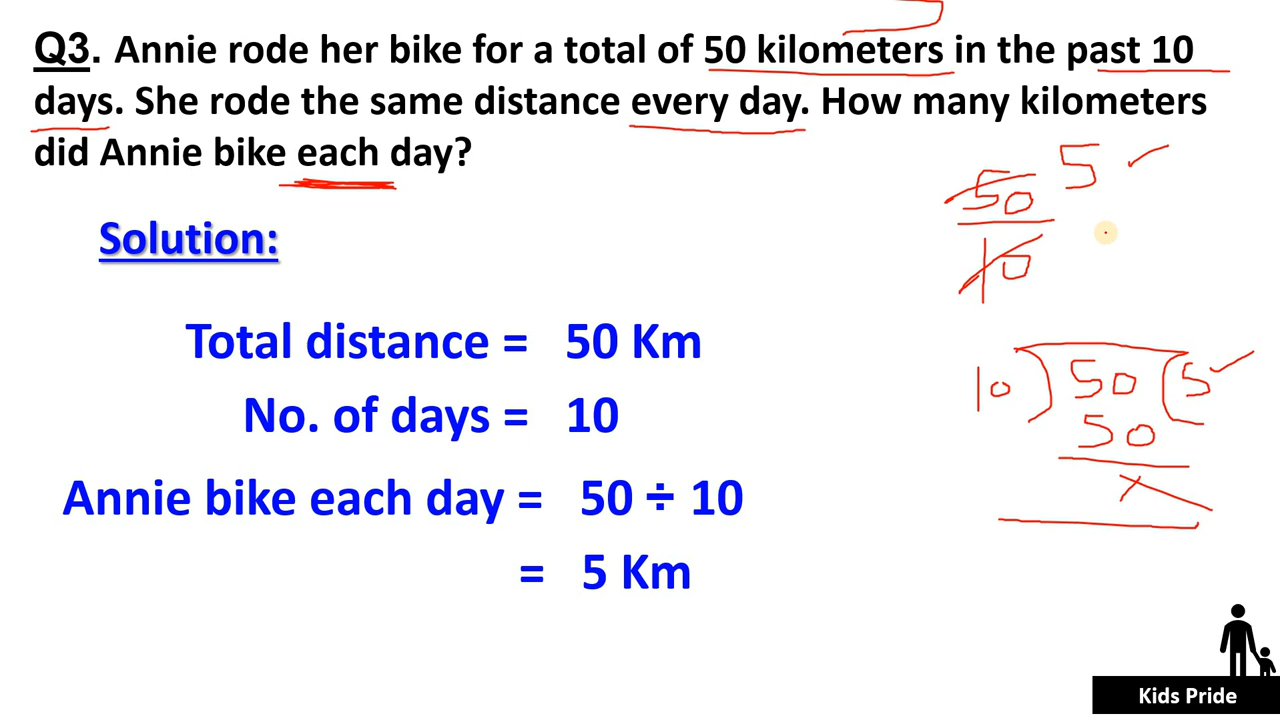 Q3. Annie rode her bike for a total of 50 kilometers in the past 10
days. She rode the same distance every day. How many kilometers
did Annie bike each day?
50 5
10
Solution:
Total distance = 50 Km
No. of days = 10
Annie bike each day = 50 ÷ 10
= 5 Km
10 ) 50 ( 5
50
×
Kids Pride